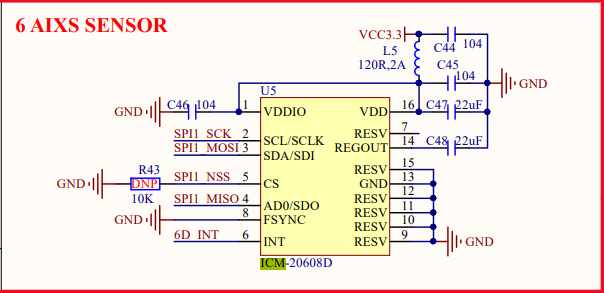 6 AIXS SENSOR
VCC3.3
C44 104
L5
120R,2A
C45
104
GND
U5
GND C46 104 1 VDDIO VDD 16 C47 22uF
RESV 7
SPI1_SCK 2 SCL/SCLK REGOUT 14 C48 22uF
SPI1_MOSI 3 SDA/SDI
RESV 15
R43
GND DNP SPI1_NSS 5 CS GND 13
10K
RESV 12
SPI1_MISO 4 AD0/SDO RESV 11
GND 8 FSYNC RESV 10
6D_INT 6 INT RESV 9 GND
ICM-20608D